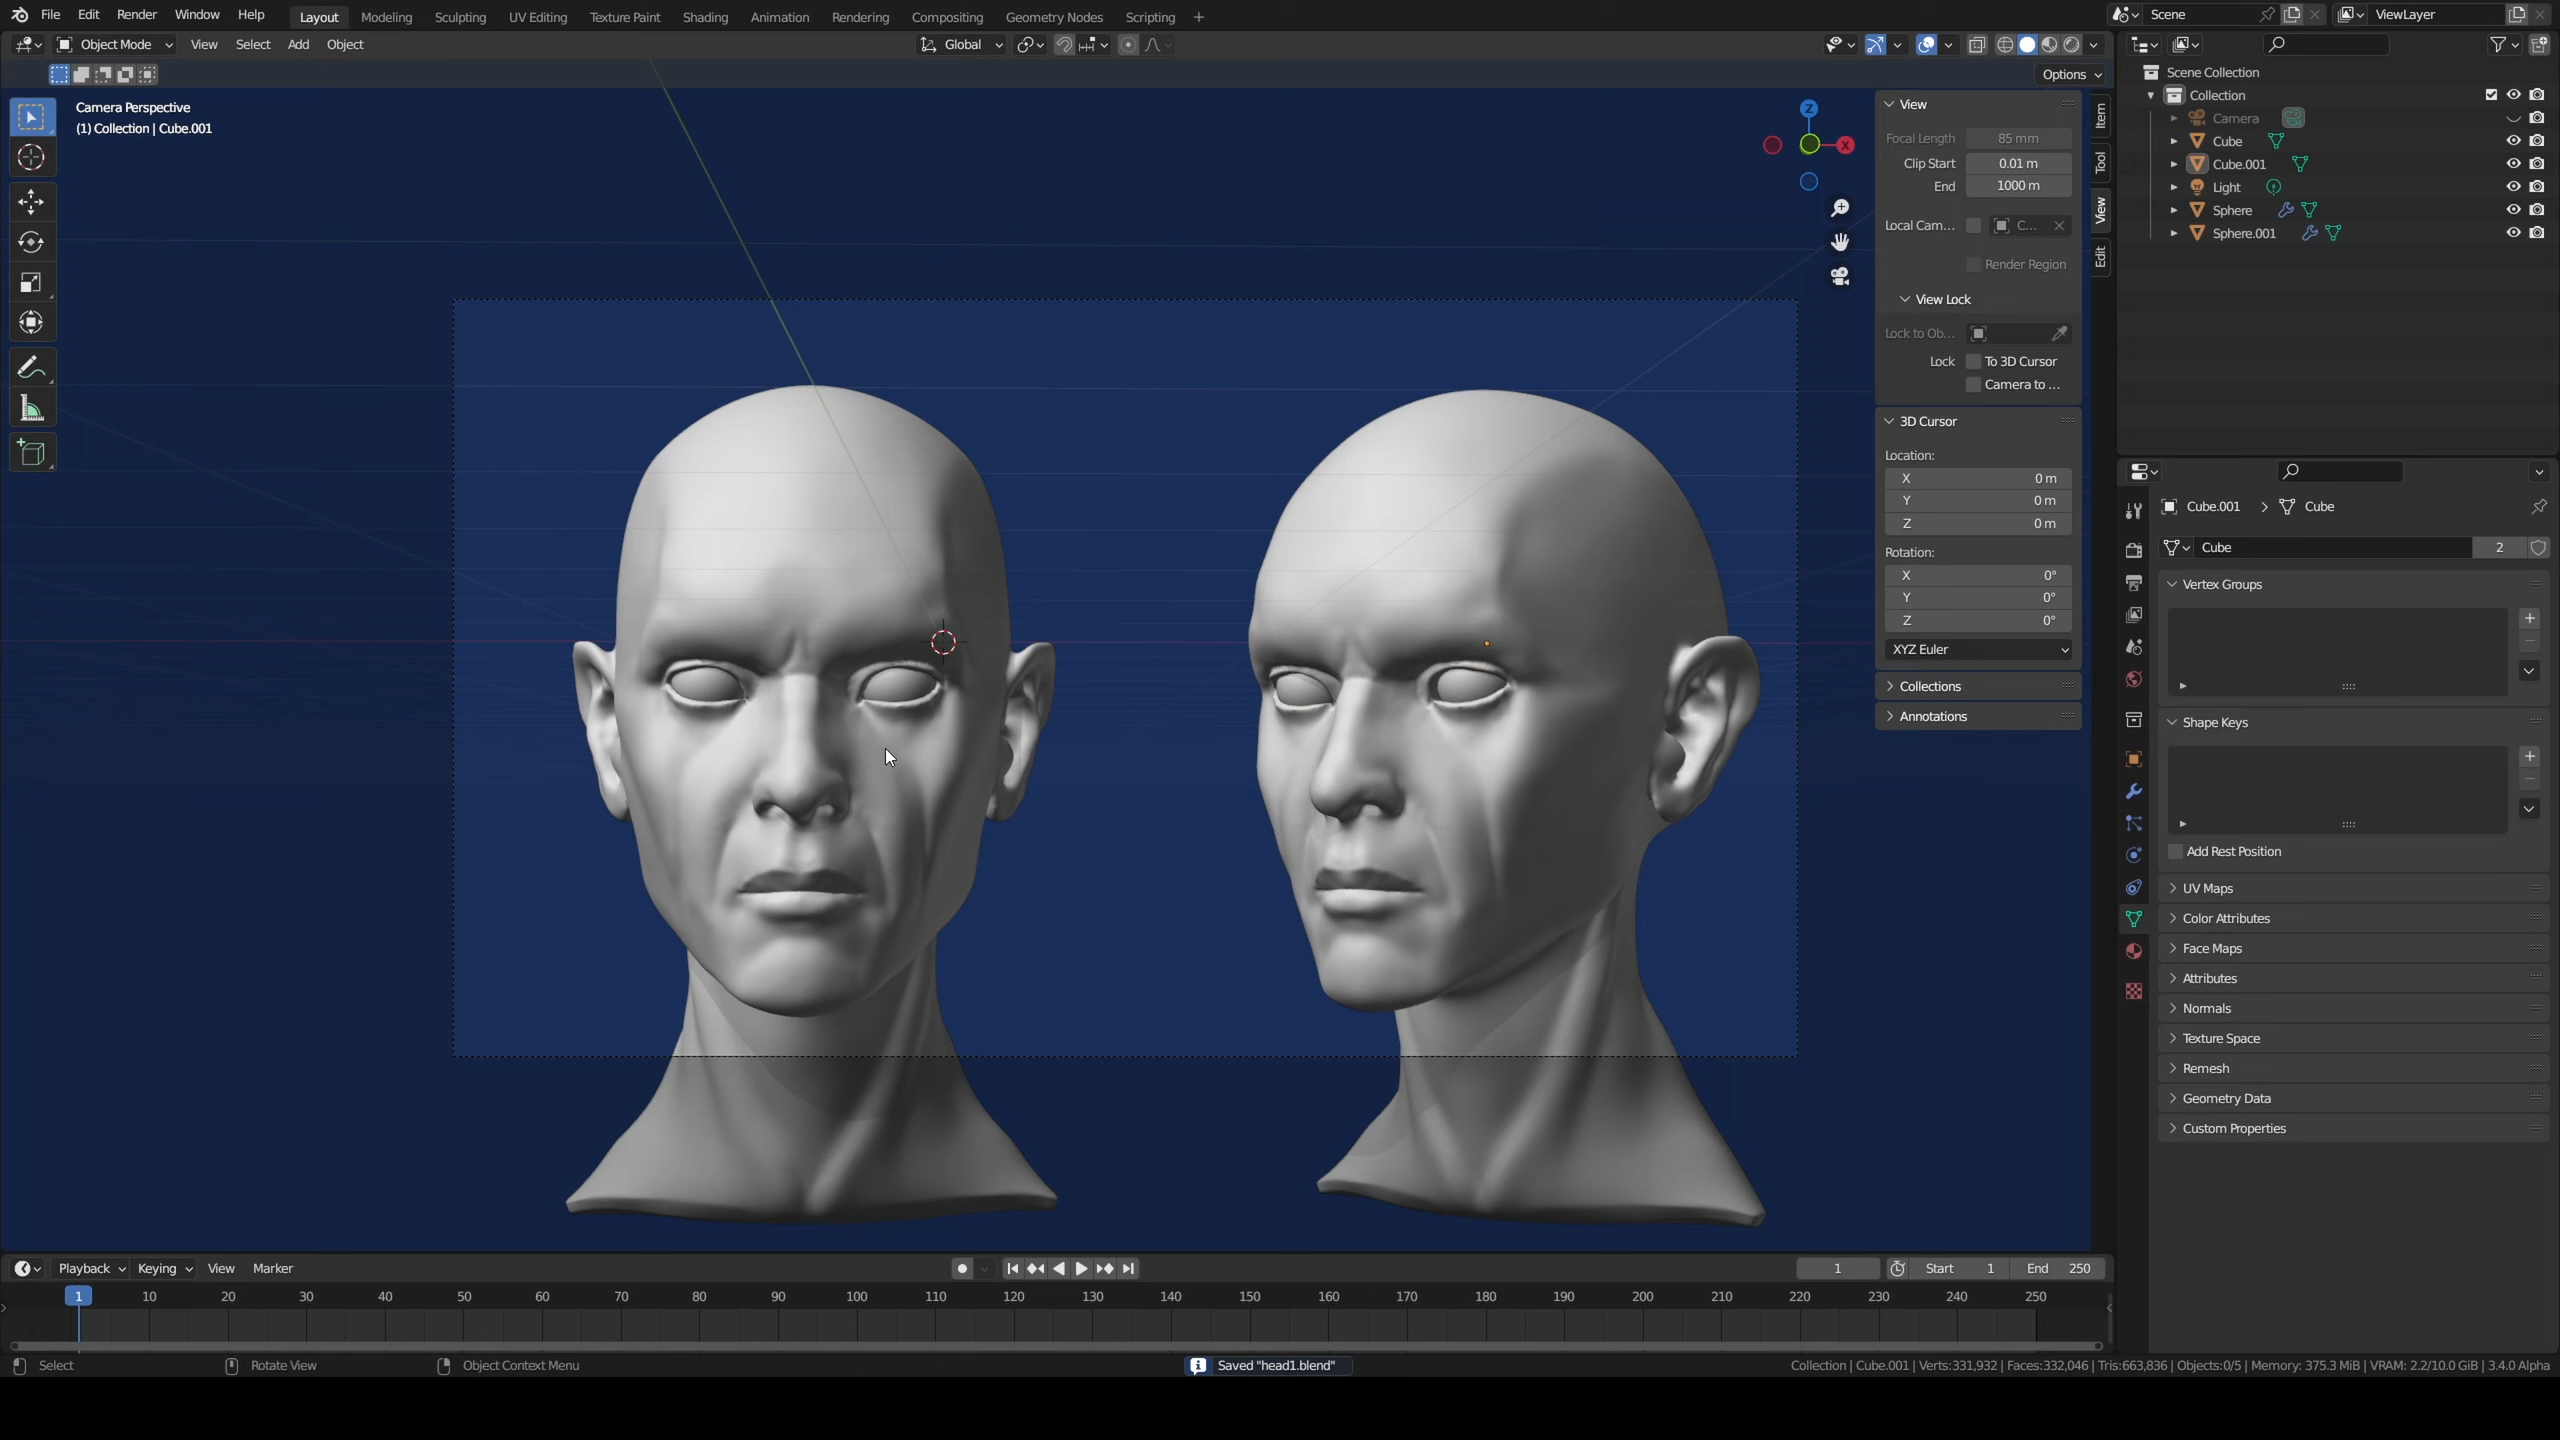 File Edit Render Window Help Layout Modeling Sculpting UV Editing Texture Paint Shading Animation Rendering Compositing Geometry Nodes Scripting + Scene ViewLayer
Object Mode View Select Add Object Global
Options
Camera Perspective
(1) Collection | Cube.001
Z
X
View
Focal Length 85 mm
Clip Start 0.01 m
End 1000 m
Local Cam... C...
Render Region
View Lock
Lock to Ob...
Lock To 3D Cursor
Camera to ...
3D Cursor
Location:
X 0 m
Y 0 m
Z 0 m
Rotation:
X 0°
Y 0°
Z 0°
XYZ Euler
Collections
Annotations
Item
Tool
View
Edit
Scene Collection
Collection
Camera
Cube
Cube.001
Light
Sphere
Sphere.001
Cube.001 > Cube
Cube 2
Vertex Groups
Shape Keys
Add Rest Position
UV Maps
Color Attributes
Face Maps
Attributes
Normals
Texture Space
Remesh
Geometry Data
Custom Properties
Playback Keying View Marker 1 Start 1 End 250
1 10 20 30 40 50 60 70 80 90 100 110 120 130 140 150 160 170 180 190 200 210 220 230 240 250
Select Rotate View Object Context Menu Saved "head1.blend" Collection | Cube.001 | Verts:331,932 | Faces:332,046 | Tris:663,836 | Objects:0/5 | Memory: 375.3 MiB | VRAM: 2.2/10.0 GiB | 3.4.0 Alpha